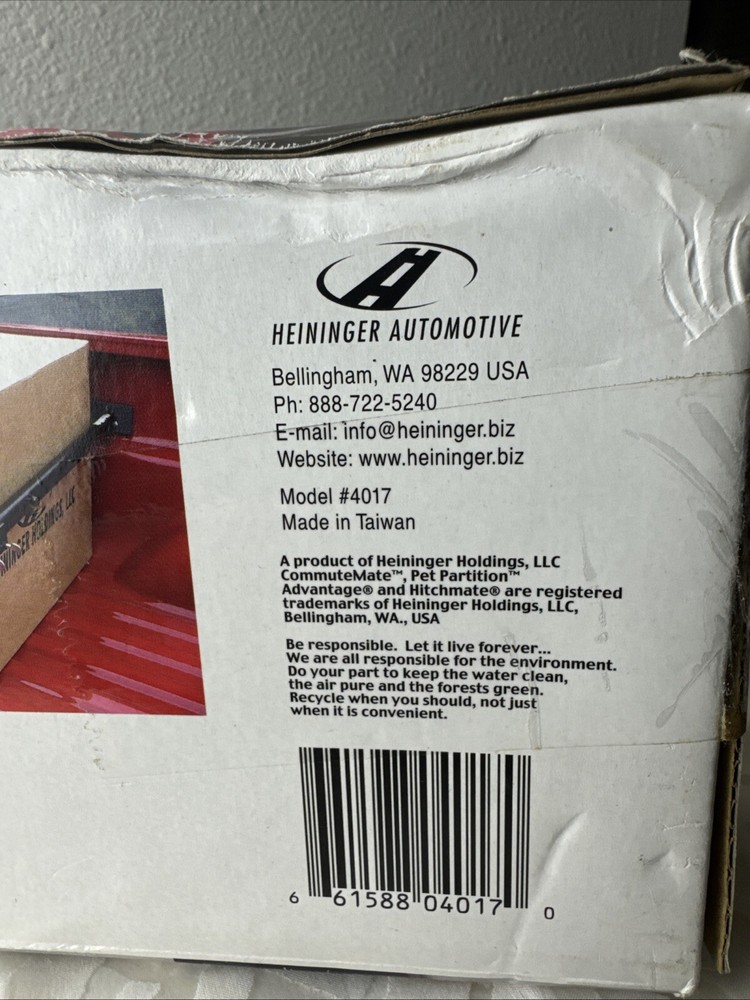 HEININGER AUTOMOTIVE
Bellingham, WA 98229 USA
Ph: 888-722-5240
E-mail: info@heininger.biz
Website: www.heininger.biz
Model #4017
Made in Taiwan
A product of Heininger Holdings, LLC
CommuteMate™, Pet Partition™
Advantage® and Hitchmate® are registered
trademarks of Heininger Holdings, LLC,
Bellingham, WA., USA
Be responsible. Let it live forever...
We are all responsible for the environment.
Do your part to keep the water clean,
the air pure and the forests green.
Recycle when you should, not just
when it is convenient.
6 61588 04017 0
HEININGER HOLDINGS, LLC